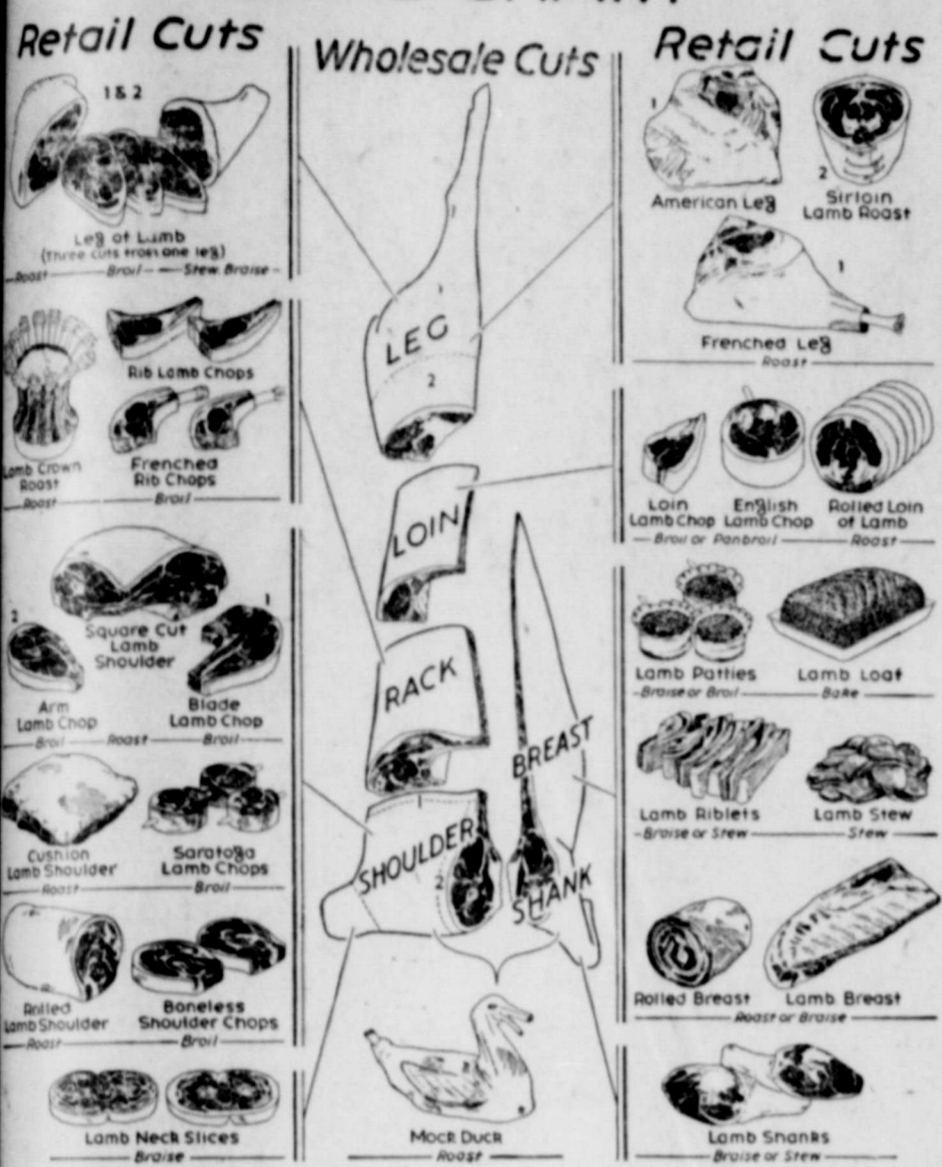 Retail Cuts
1 & 2
Leg of Lamb
(Three cuts from one leg)
Roast Broil Stew, Braise
Rib Lamb Chops
Lamb Crown
Roast
Frenched
Rib Chops
Roast Broil
Square Cut
Lamb
Shoulder
2
1
Arm
Lamb Chop
Blade
Lamb Chop
Broil Roast Broil
Cushion
Lamb Shoulder
Saratoga
Lamb Chops
Roast Broil
Rolled
Lamb Shoulder
Boneless
Shoulder Chops
Roast Broil
Lamb Neck Slices
Braise
Wholesale Cuts
1
1
LEG
2
LOIN
RACK
BREAST
1
SHOULDER
2
SHANK
Mock Duck
Roast
Retail Cuts
1
American Leg
2
Sirloin
Lamb Roast
1
Frenched Leg
Roast
Loin
Lamb Chop
English
Lamb Chop
Rolled Loin
of Lamb
Broil or Panbroil Roast
Lamb Patties
Lamb Loaf
Braise or Broil Bake
Lamb Riblets
Lamb Stew
Braise or Stew Stew
Rolled Breast
Lamb Breast
Roast or Braise
Lamb Shanks
Braise or Stew